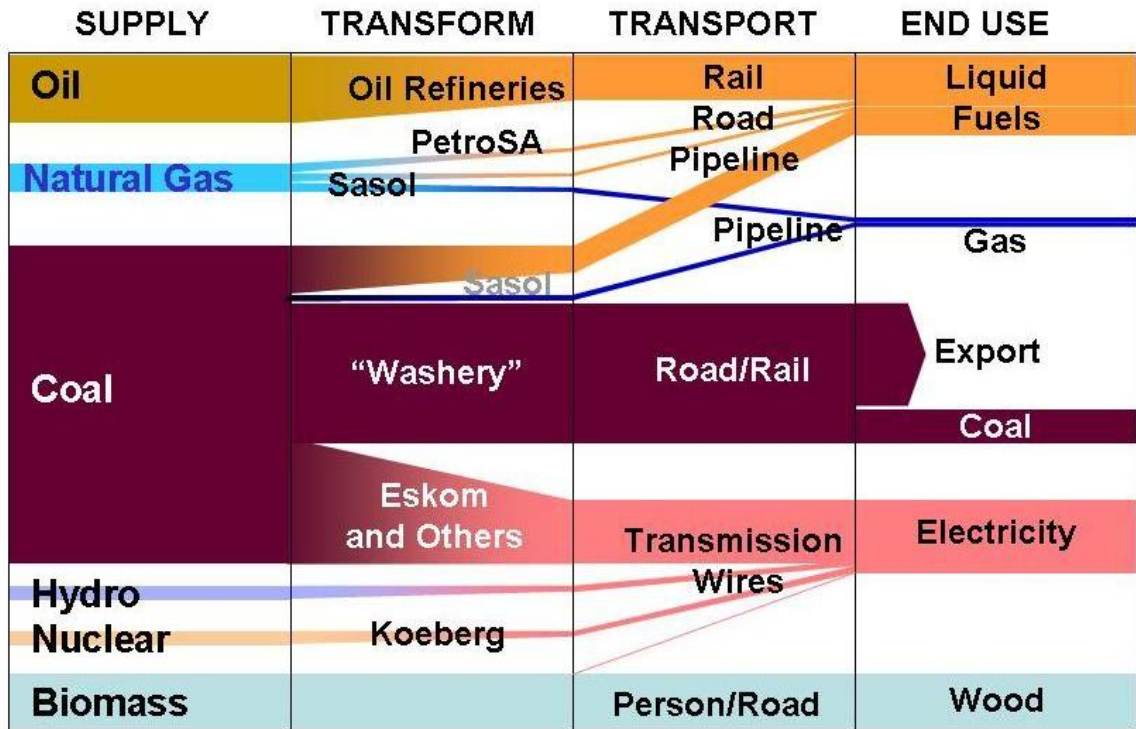 SUPPLY TRANSFORM TRANSPORT END USE
Oil
Oil Refineries
Rail
Liquid
Road
Fuels
PetroSA
Pipeline
Natural Gas
Sasol
Pipeline
Gas
Sasol
Export
Coal
“Washery”
Road/Rail
Coal
Eskom
and Others
Transmission
Wires
Electricity
Hydro
Nuclear
Koeberg
Biomass
Person/Road
Wood